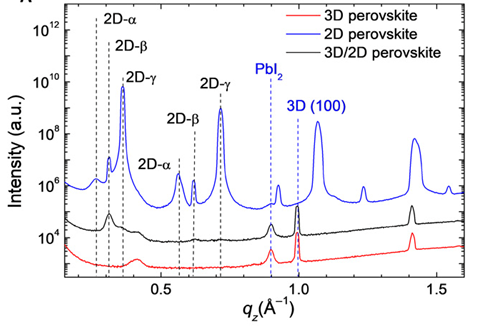 3D perovskite
2D perovskite
3D/2D perovskite
2D-α
2D-β
2D-γ
2D-γ
2D-β
2D-α
PbI2
3D (100)
Intensity (a.u.)
10^12
10^10
10^8
10^6
10^4
0.5
1.0
1.5
qz(Å^-1)